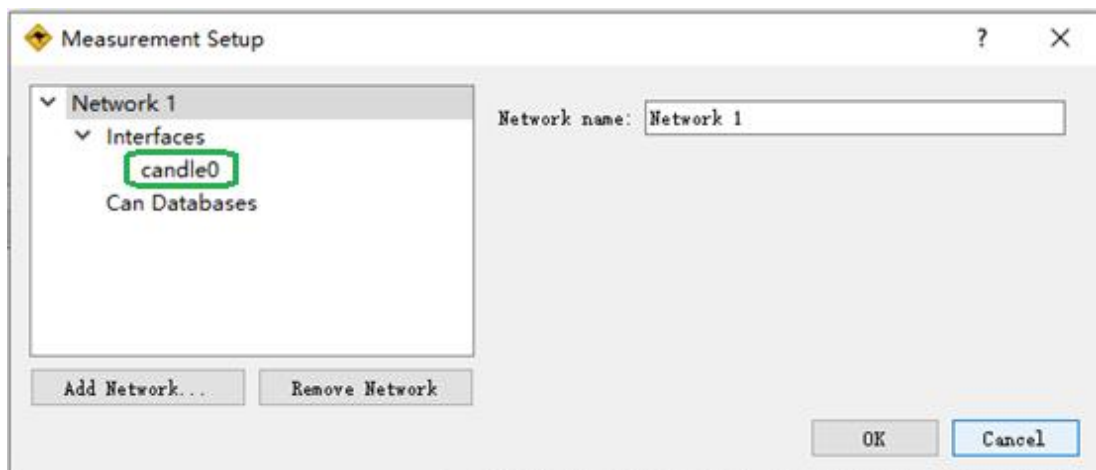 Measurement Setup
?
Network 1
Interfaces
candle0
Can Databases
Network name:
Network 1
Add Network...
Remove Network
OK
Cancel